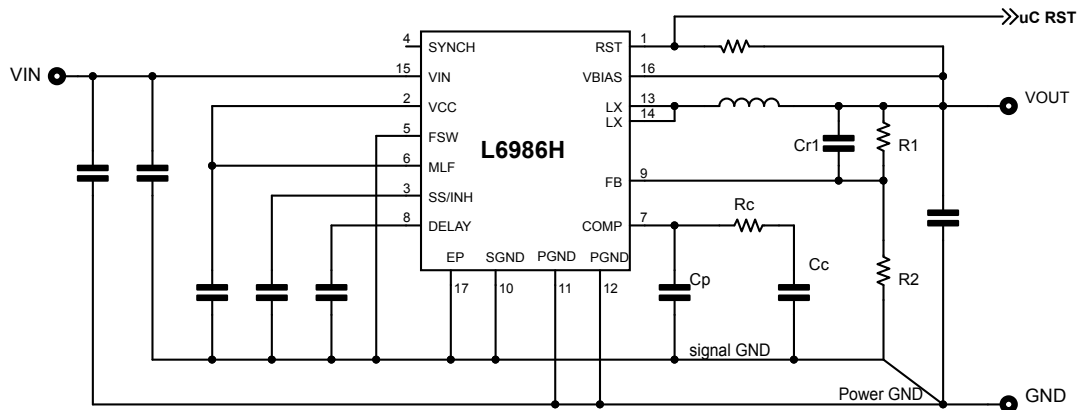 uC RST
4 SYNCH RST 1
VIN 15 VIN VBIAS 16
2 VCC LX 13 VOUT
LX 14
5 FSW
L6986H
Cr1 R1
6 MLF
FB 9
3 SS/INH
Rc
8 DELAY COMP 7
EP SGND PGND PGND
Cc
Cp R2
17 10 11 12
signal GND
Power GND GND